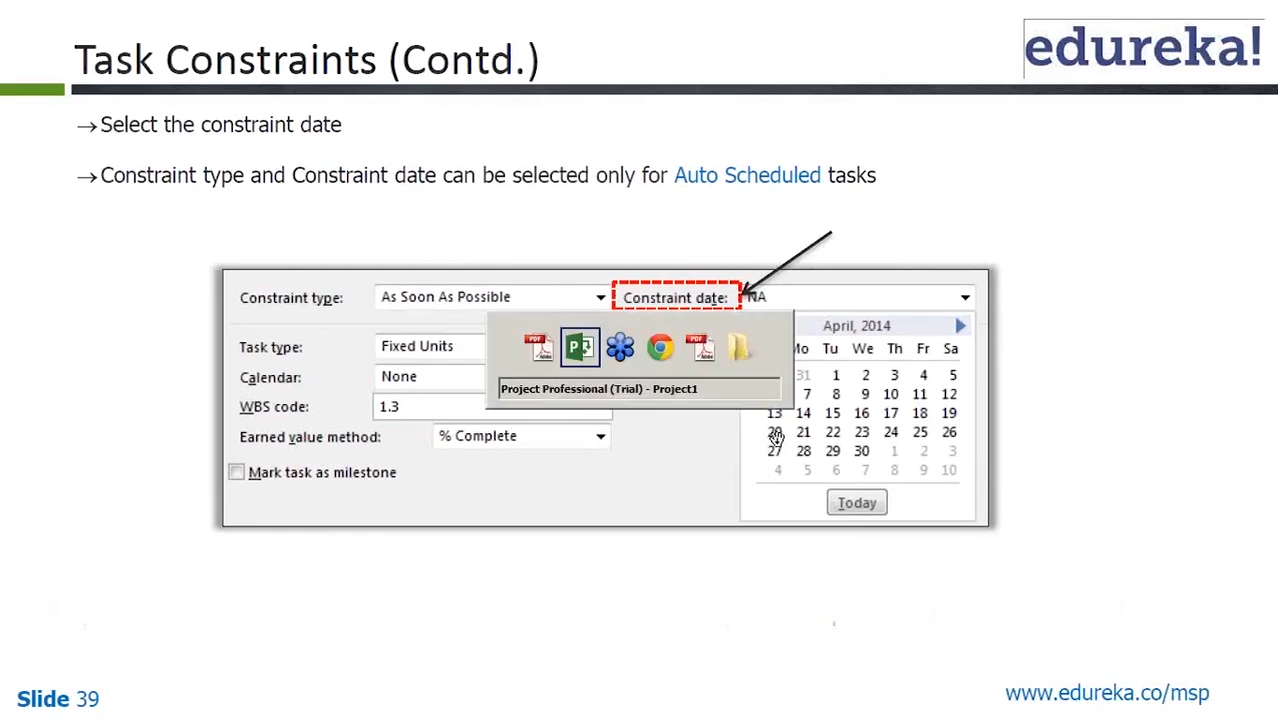 Task Constraints (Contd.)
edureka!
→Select the constraint date
→Constraint type and Constraint date can be selected only for Auto Scheduled tasks
Constraint type: As Soon As Possible Constraint date: NA
Task type: Fixed Units
Calendar: None
WBS code: 1.3
Earned value method: % Complete
Mark task as milestone
PDF Adobe P PDF Adobe
Project Professional (Trial) - Project1
April, 2014
Mo Tu We Th Fr Sa
31 1 2 3 4 5
7 8 9 10 11 12
13 14 15 16 17 18 19
20 21 22 23 24 25 26
27 28 29 30 1 2 3
4 5 6 7 8 9 10
Today
Slide 39
www.edureka.co/msp